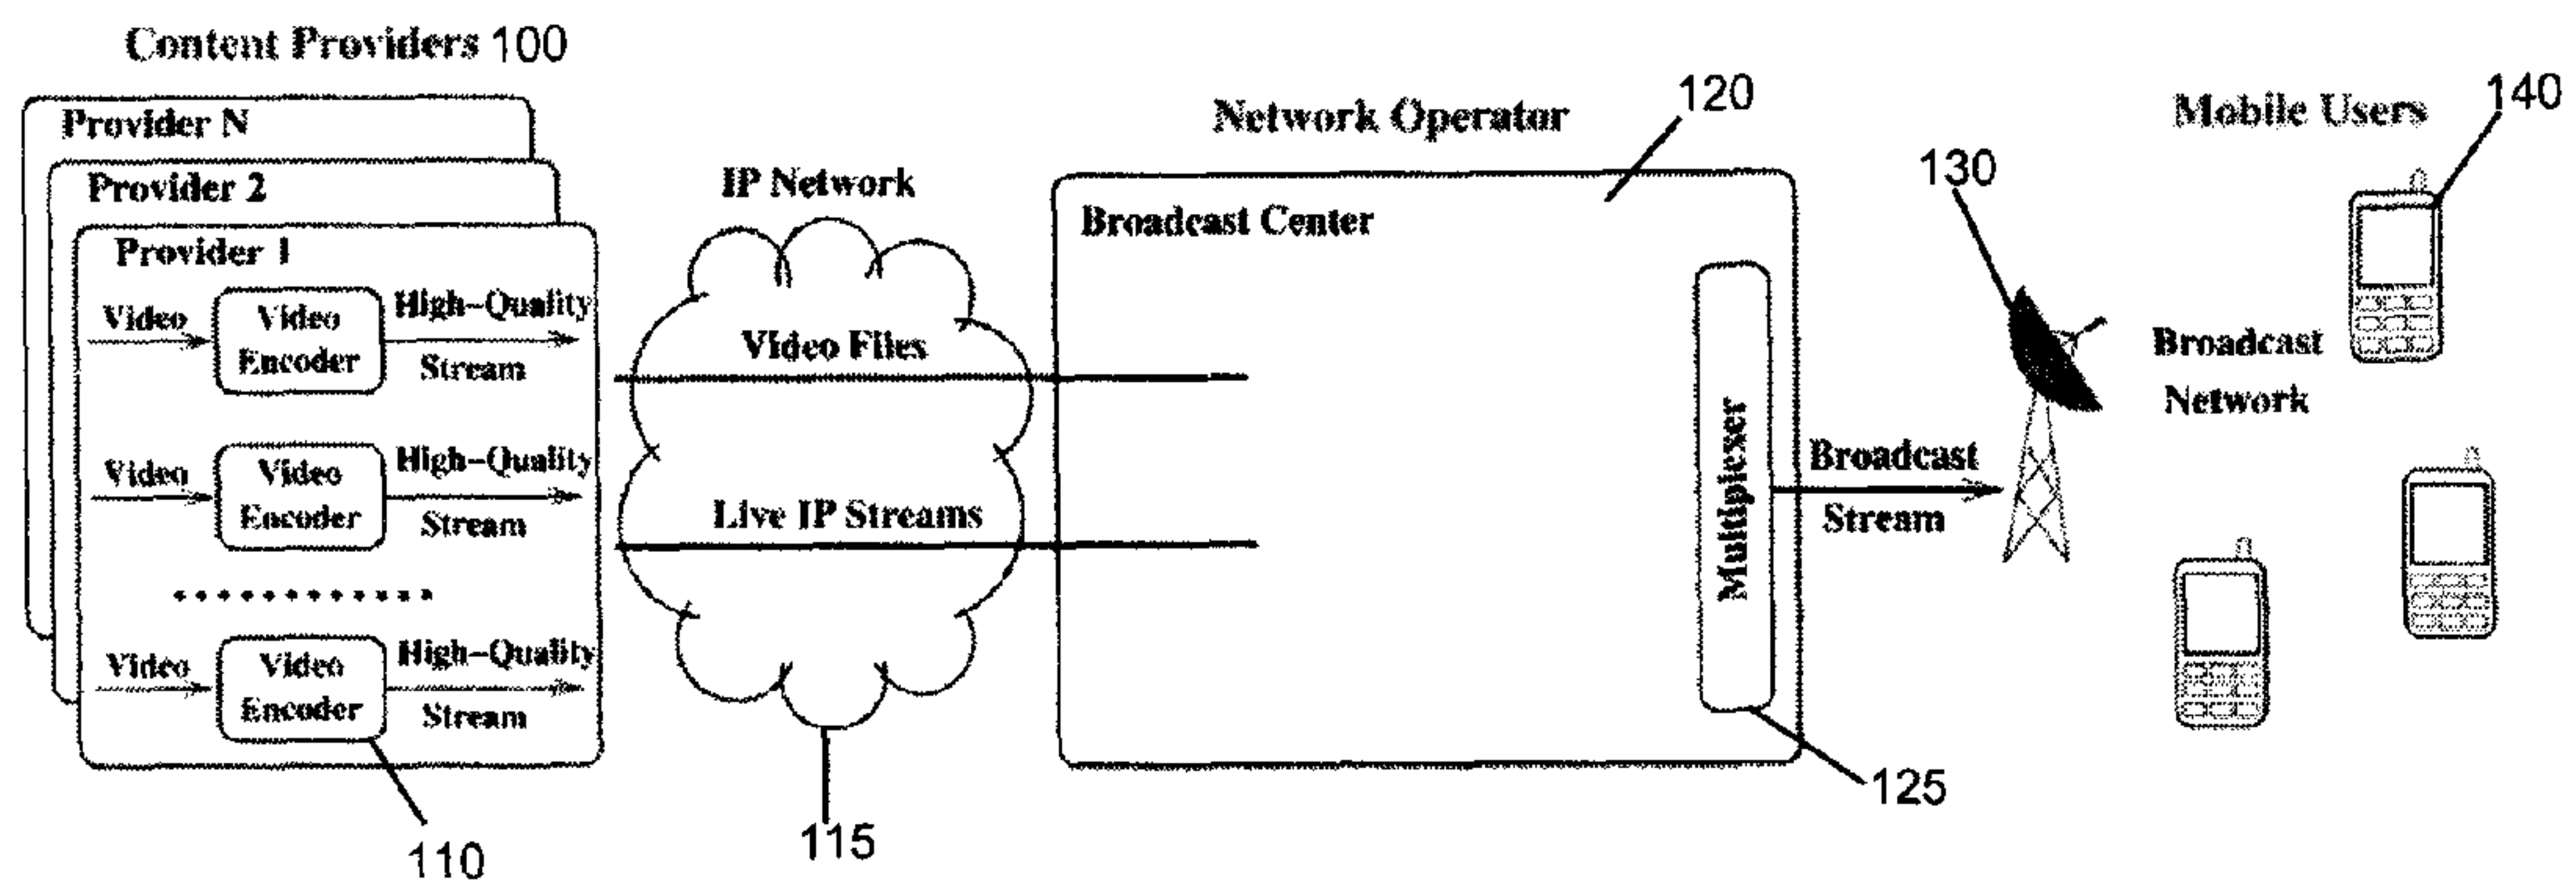 Content Providers 100
Provider N
Provider 2
Provider 1
Video
Video
Encoder
High-Quality
Stream
Video
Video
Encoder
High-Quality
Stream
Video
Video
Encoder
High-Quality
Stream
110
IP Network
Video Files
Live IP Streams
115
Network Operator
120
Broadcast Center
Multiplexer
125
Broadcast
Stream
130
Broadcast
Network
Mobile Users
140